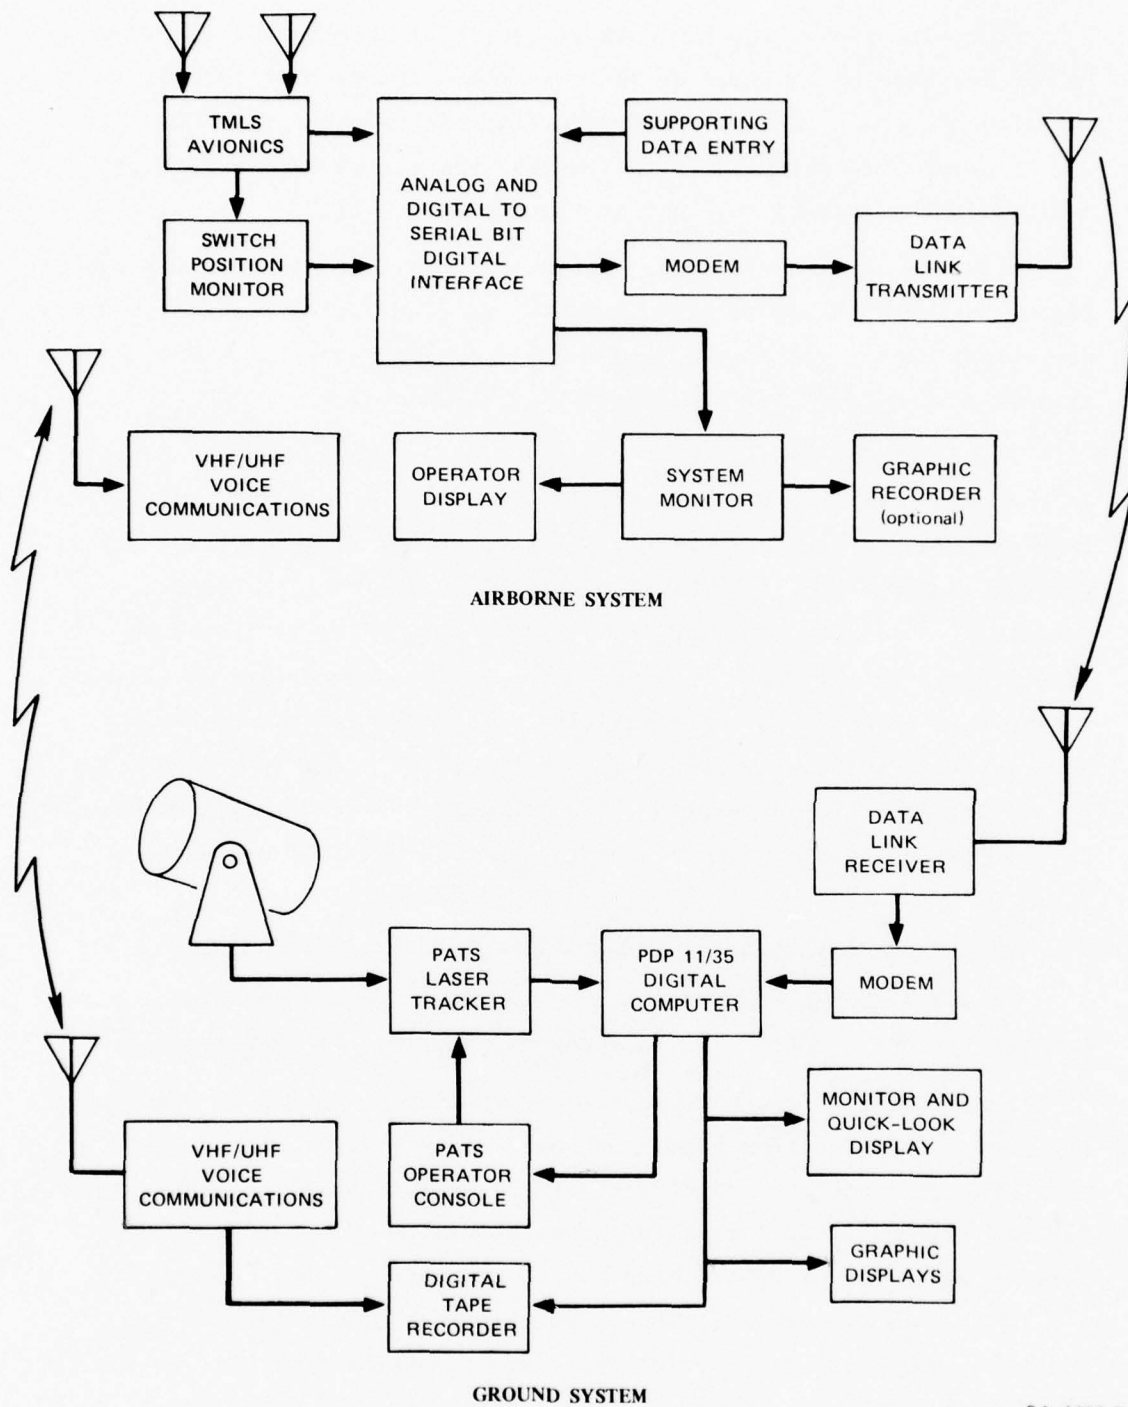 TMLS
AVIONICS
SUPPORTING
DATA ENTRY
ANALOG AND
DIGITAL TO
SERIAL BIT
DIGITAL
INTERFACE
SWITCH
POSITION
MONITOR
MODEM
DATA
LINK
TRANSMITTER
VHF/UHF
VOICE
COMMUNICATIONS
OPERATOR
DISPLAY
SYSTEM
MONITOR
GRAPHIC
RECORDER
(optional)
AIRBORNE SYSTEM
DATA
LINK
RECEIVER
PATS
LASER
TRACKER
PDP 11/35
DIGITAL
COMPUTER
MODEM
MONITOR AND
QUICK-LOOK
DISPLAY
VHF/UHF
VOICE
COMMUNICATIONS
PATS
OPERATOR
CONSOLE
GRAPHIC
DISPLAYS
DIGITAL
TAPE
RECORDER
GROUND SYSTEM